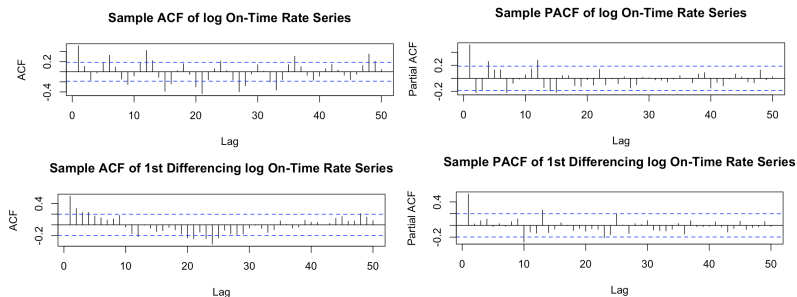 Sample ACF of log On-Time Rate Series
ACF
0.2
-0.4
0 10 20 30 40 50
Lag
Sample PACF of log On-Time Rate Series
Partial ACF
0.2
-0.2
0 10 20 30 40 50
Lag
Sample ACF of 1st Differencing log On-Time Rate Series
ACF
0.4
-0.2
0 10 20 30 40 50
Lag
Sample PACF of 1st Differencing log On-Time Rate Series
Partial ACF
0.4
-0.2
0 10 20 30 40 50
Lag